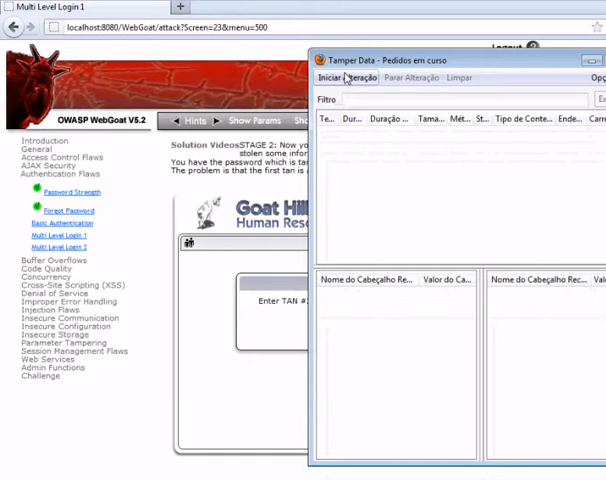 Multi Level Login 1
+
localhost:8080/WebGoat/attack?Screen=23&menu=500
Logout
OWASP WebGoat V5.2
Hints
Show Params
Introduction
General
Access Control Flaws
AJAX Security
Authentication Flaws
Password Strength
Forgot Password
Basic Authentication
Multi Level Login 1
Multi Level Login 2
Buffer Overflows
Code Quality
Concurrency
Cross-Site Scripting (XSS)
Denial of Service
Improper Error Handling
Injection Flaws
Insecure Communication
Insecure Configuration
Insecure Storage
Parameter Tampering
Session Management Flaws
Web Services
Admin Functions
Challenge
Solution Videos
STAGE 2: Now yo
stolen some infor
You have the password which is ta
The problem is that the first tan is a
Goat Hill
Human Reso
Enter TAN #
Tamper Data - Pedidos em curso
Iniciar Alteração
Parar Alteração
Limpar
Opç
Filtro
Te...
Dur...
Duração ...
Tama...
Mét...
St...
Tipo de Conte...
Ende...
Carre
Nome do Cabeçalho Re...
Valor do Ca...
Nome do Cabeçalho Rec...
Valo